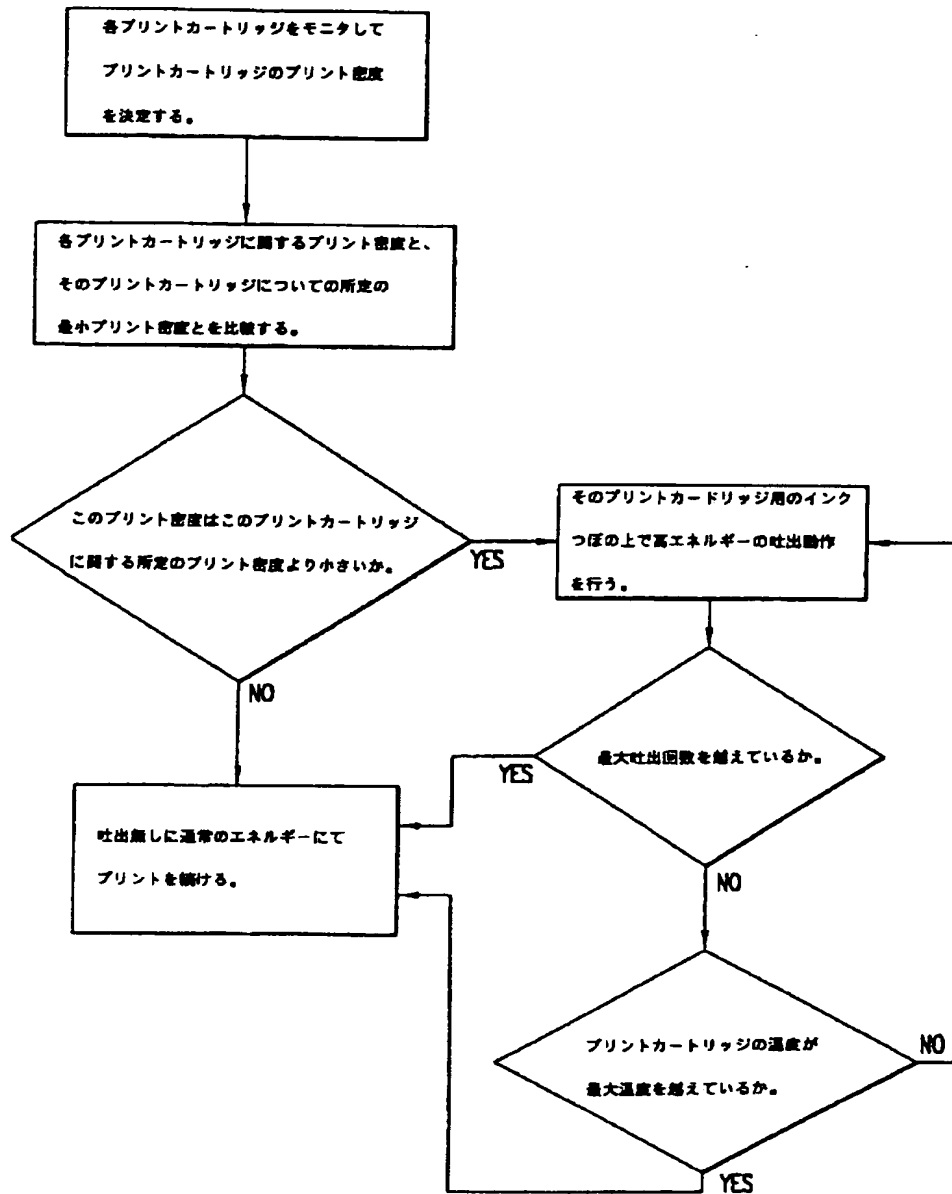 各プリントカートリッジをモニタして
プリントカートリッジのプリント密度
を決定する。
各プリントカートリッジに関するプリント密度と、
そのプリントカートリッジについての所定の
最小プリント密度とを比較する。
このプリント密度はこのプリントカートリッジ
に関する所定のプリント密度より小さいか。
YES
NO
そのプリントカードリッジ用のインク
つぼの上で高エネルギーの吐出動作
を行う。
最大吐出回数を越えているか。
YES
NO
吐出無しに通常のエネルギーにて
プリントを続ける。
プリントカートリッジの温度が
最大温度を越えているか。
NO
YES